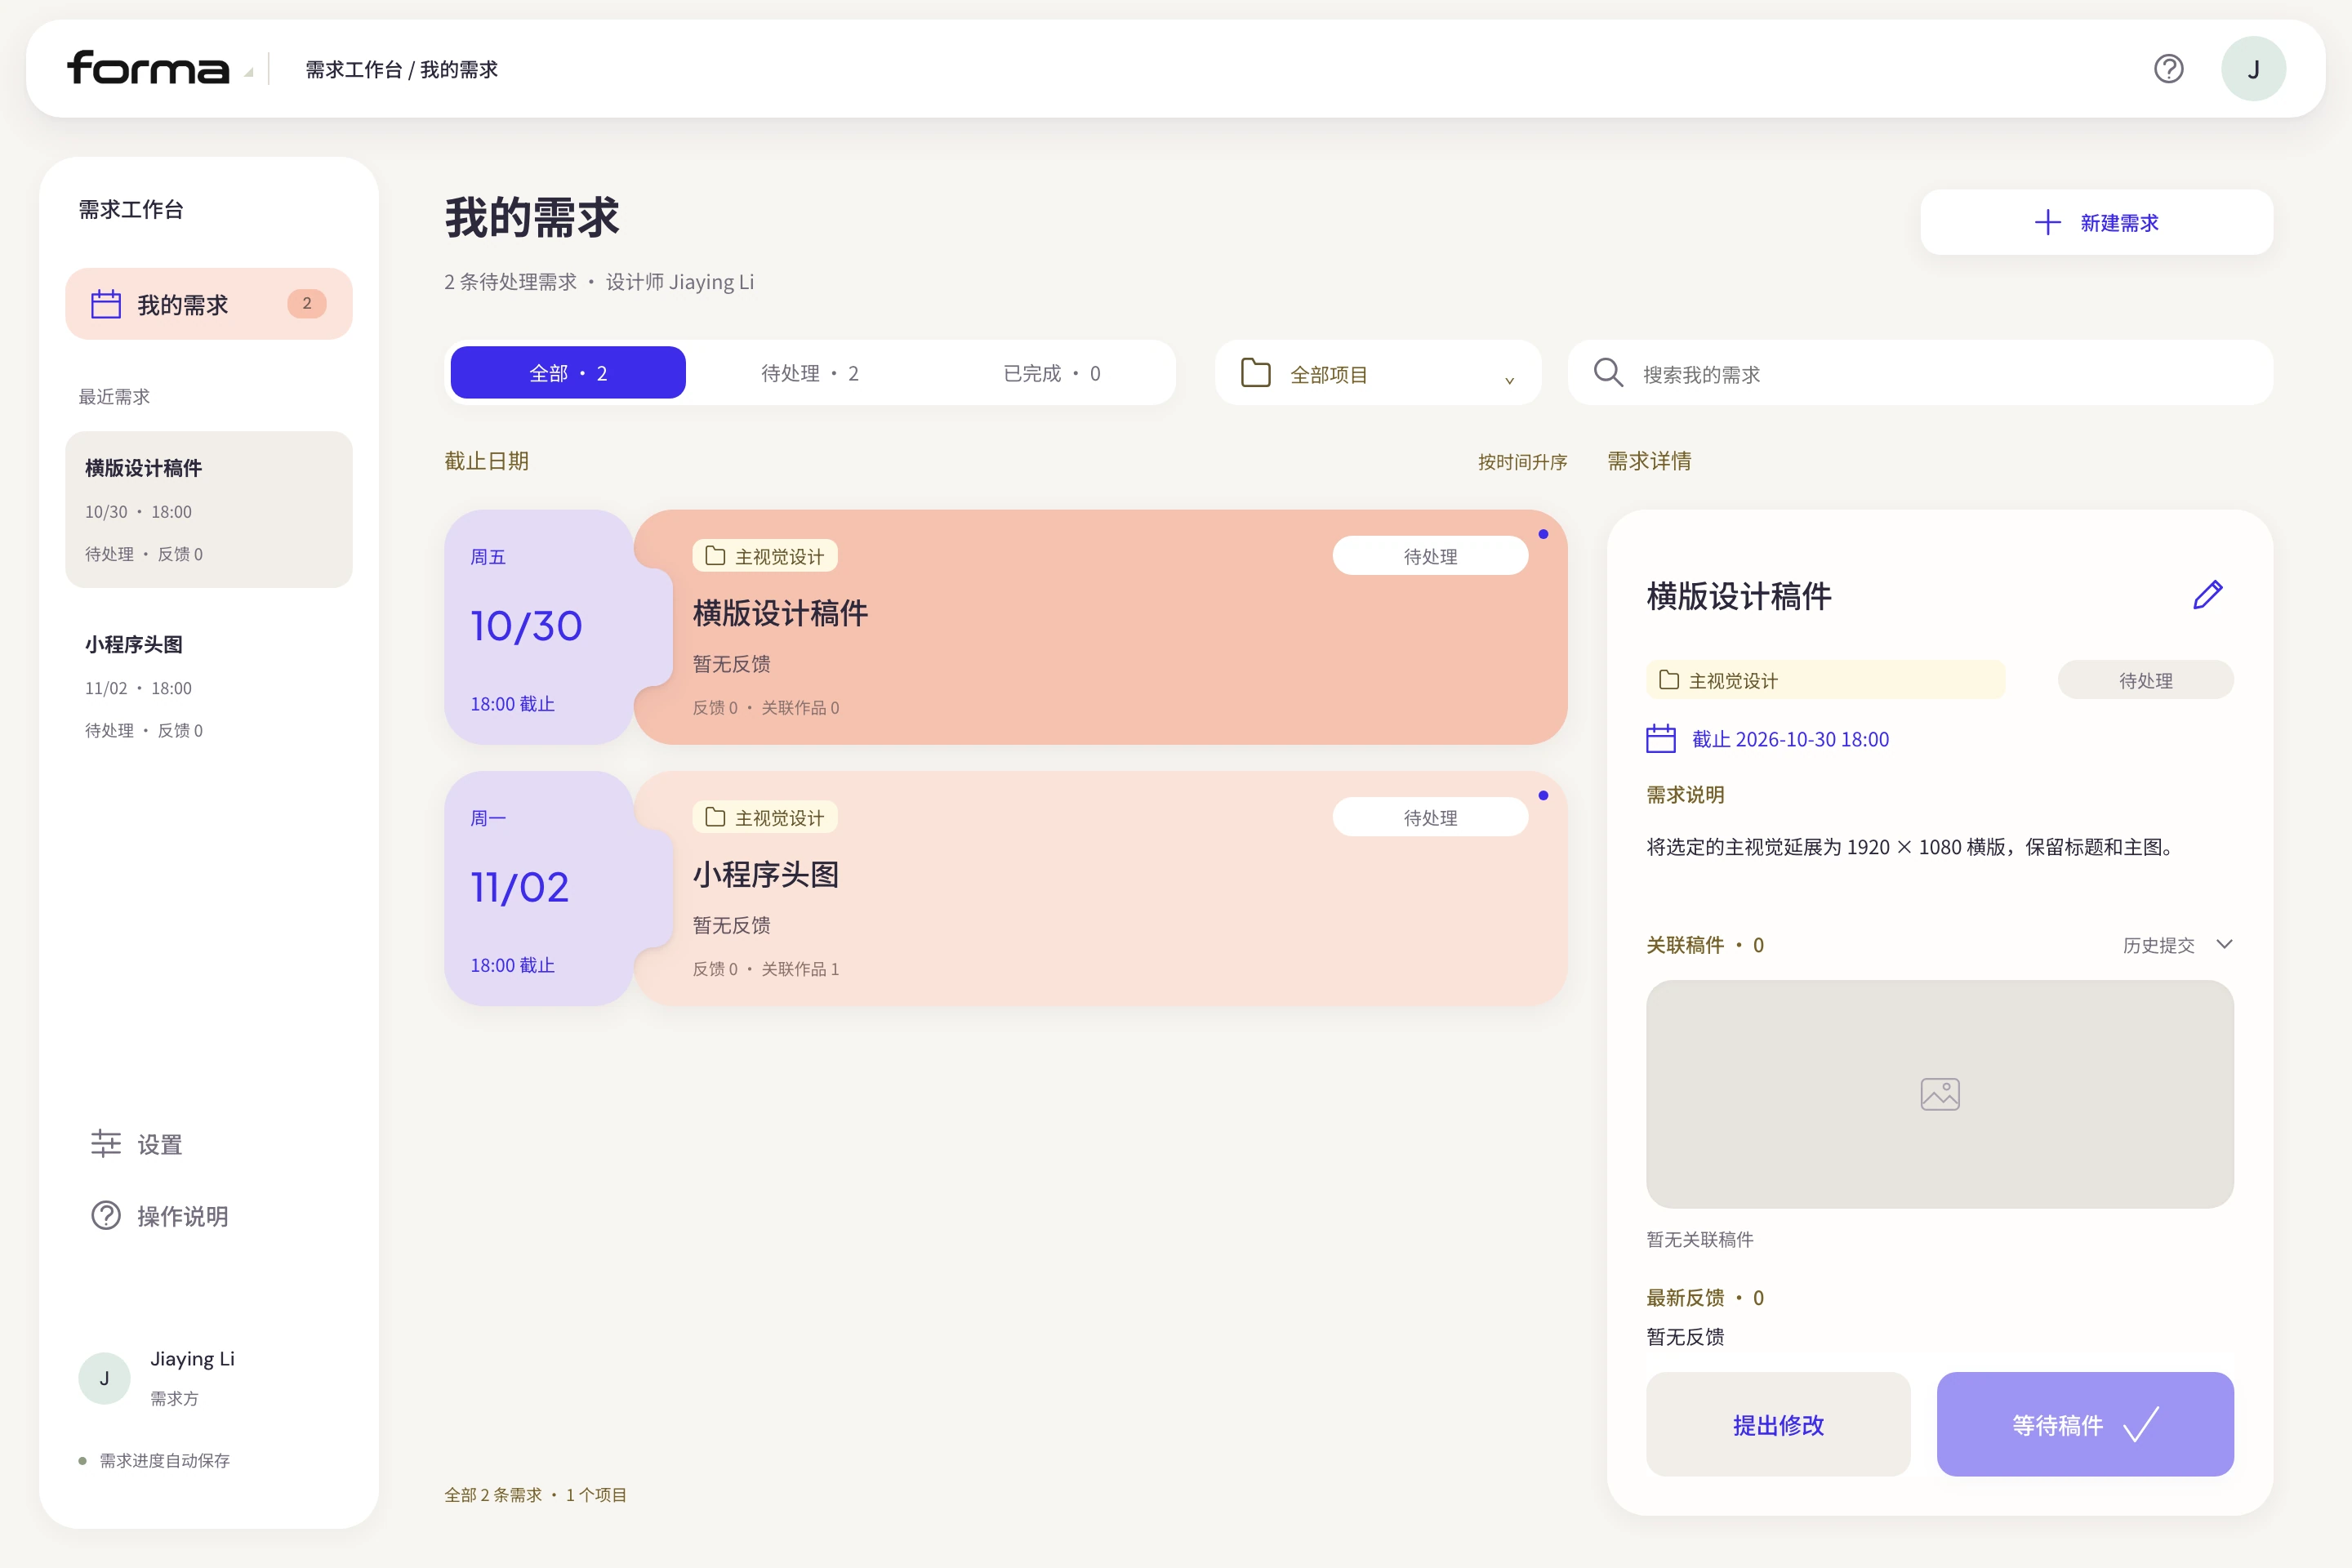 forma
需求工作台 / 我的需求
J
需求工作台
我的需求
2
最近需求
横版设计稿件
10/30 • 18:00
待处理 • 反馈 0
小程序头图
11/02 • 18:00
待处理 • 反馈 0
设置
操作说明
J
Jiaying Li
需求方
需求进度自动保存
我的需求
2 条待处理需求 • 设计师 Jiaying Li
新建需求
全部 • 2
待处理 • 2
已完成 • 0
全部项目
搜索我的需求
截止日期
按时间升序
周五
10/30
18:00 截止
主视觉设计
待处理
横版设计稿件
暂无反馈
反馈 0 • 关联作品 0
周一
11/02
18:00 截止
主视觉设计
待处理
小程序头图
暂无反馈
反馈 0 • 关联作品 1
全部 2 条需求 • 1 个项目
需求详情
横版设计稿件
主视觉设计
待处理
截止 2026-10-30 18:00
需求说明
将选定的主视觉延展为 1920 × 1080 横版，保留标题和主图。
关联稿件 • 0
历史提交
暂无关联稿件
最新反馈 • 0
暂无反馈
提出修改
等待稿件